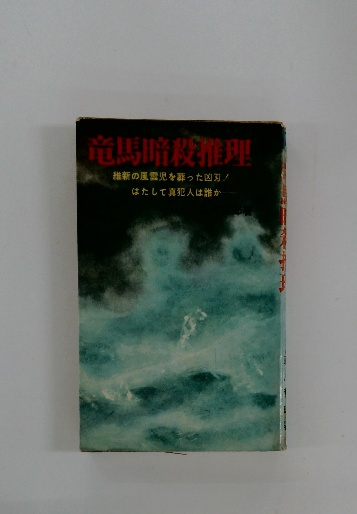 竜馬暗殺推理
維新の風雲児を葬った凶刃!
はたして真犯人は誰か——